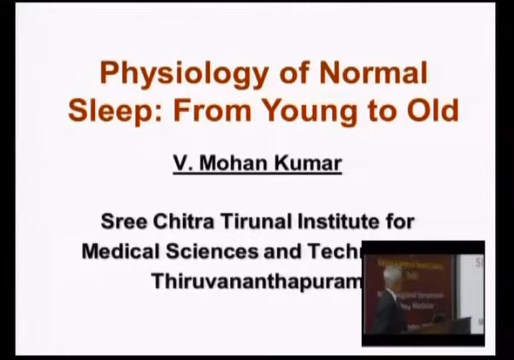 Physiology of Normal
Sleep: From Young to Old
V. Mohan Kumar
Sree Chitra Tirunal Institute for
Medical Sciences and Techn
Thiruvananthapuram